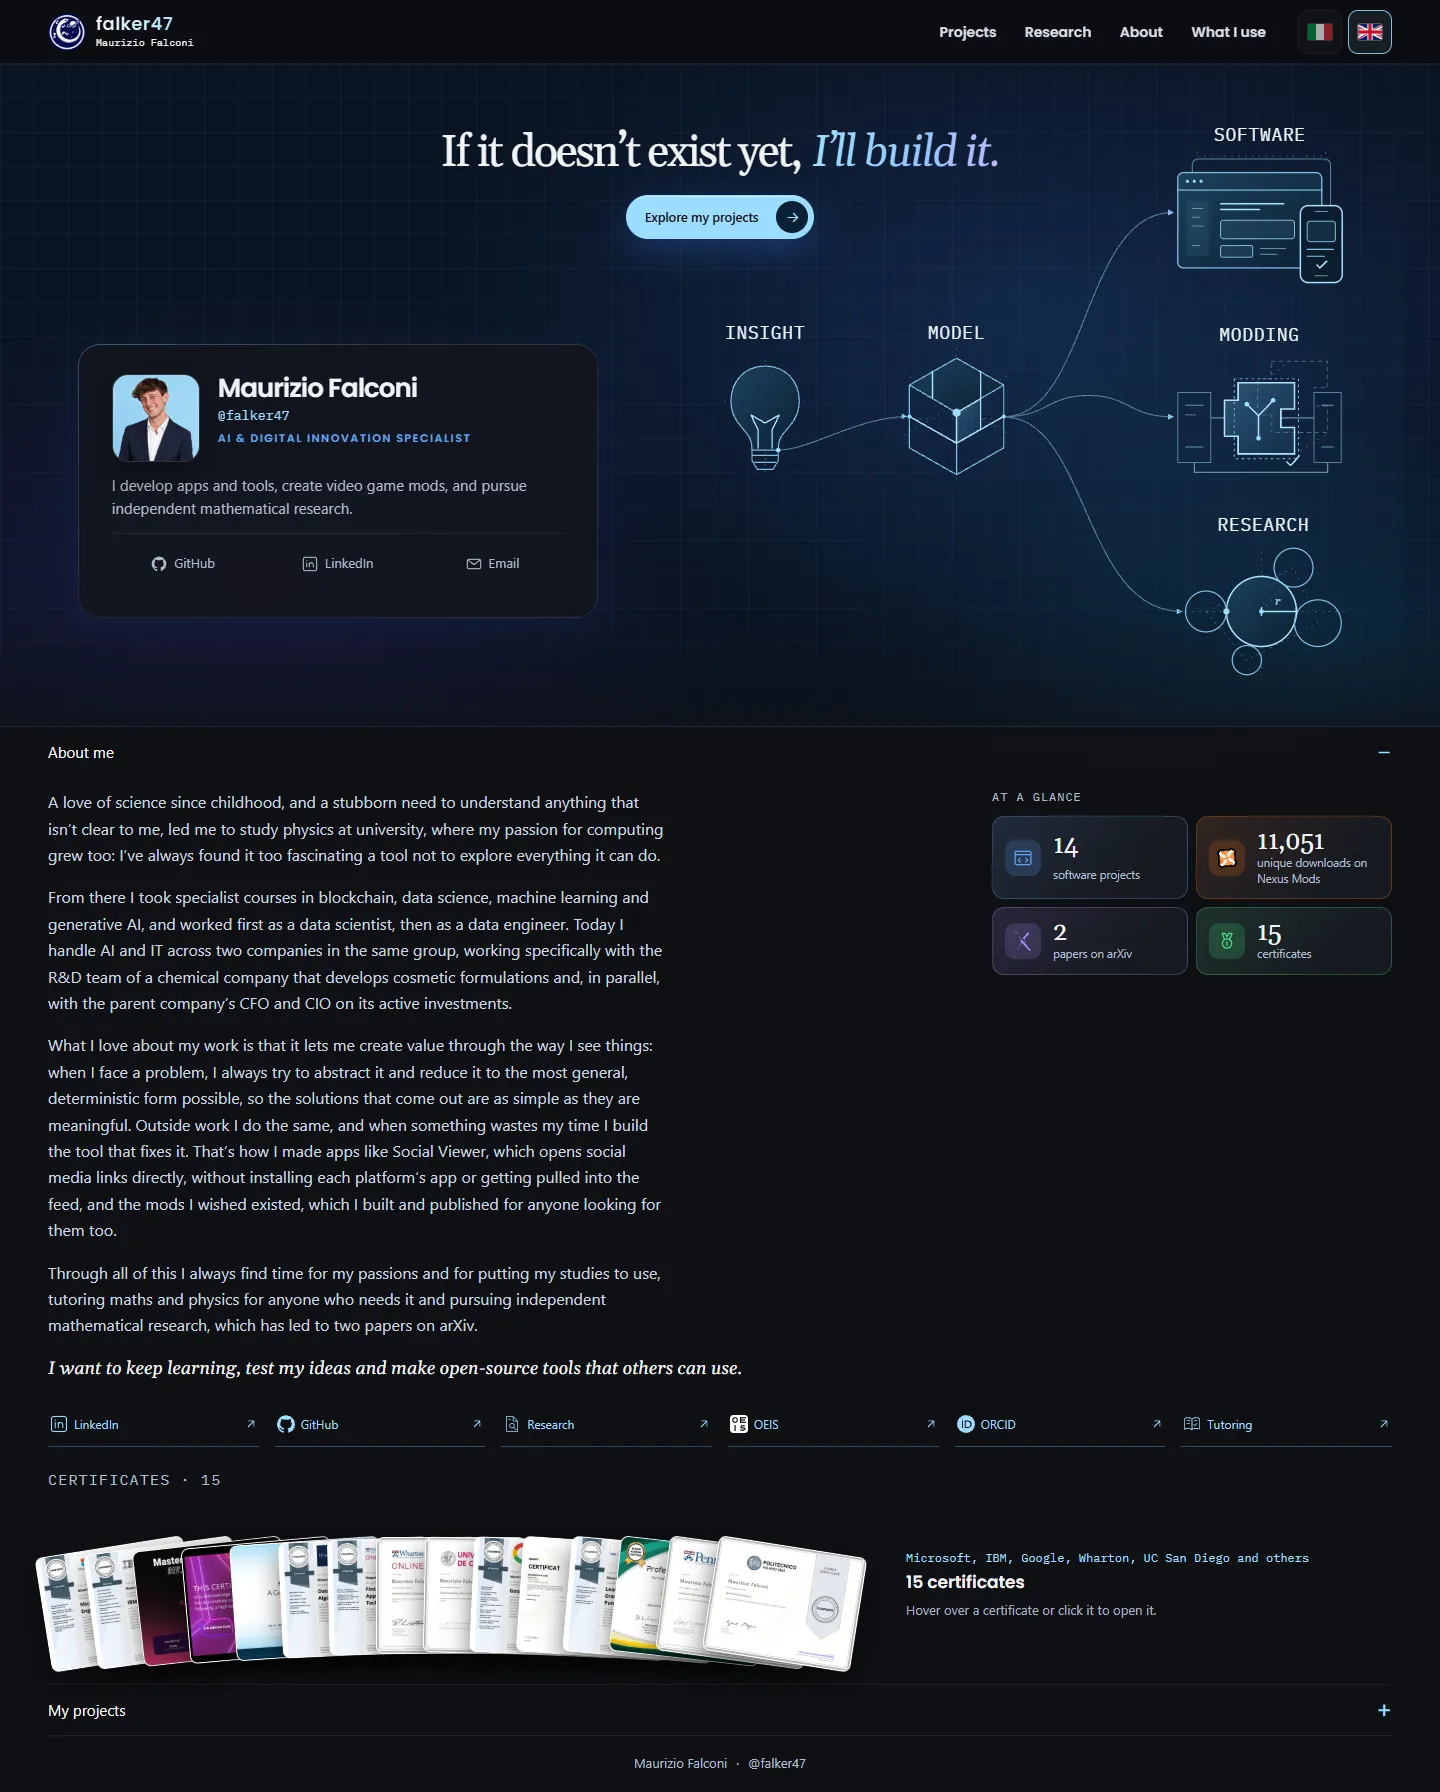 falker47
Maurizio Falconi
Projects
Research
About
What I use
If it doesn’t exist yet, I’ll build it.
Explore my projects
SOFTWARE
INSIGHT
MODEL
MODDING
RESEARCH
r
Maurizio Falconi
@falker47
AI & DIGITAL INNOVATION SPECIALIST
I develop apps and tools, create video game mods, and pursue
independent mathematical research.
GitHub
LinkedIn
Email
About me
A love of science since childhood, and a stubborn need to understand anything that
isn’t clear to me, led me to study physics at university, where my passion for computing
grew too: I’ve always found it too fascinating a tool not to explore everything it can do.
From there I took specialist courses in blockchain, data science, machine learning and
generative AI, and worked first as a data scientist, then as a data engineer. Today I
handle AI and IT across two companies in the same group, working specifically with the
R&D team of a chemical company that develops cosmetic formulations and, in parallel,
with the parent company’s CFO and CIO on its active investments.
What I love about my work is that it lets me create value through the way I see things:
when I face a problem, I always try to abstract it and reduce it to the most general,
deterministic form possible, so the solutions that come out are as simple as they are
meaningful. Outside work I do the same, and when something wastes my time I build
the tool that fixes it. That’s how I made apps like Social Viewer, which opens social
media links directly, without installing each platform’s app or getting pulled into the
feed, and the mods I wished existed, which I built and published for anyone looking for
them too.
Through all of this I always find time for my passions and for putting my studies to use,
tutoring maths and physics for anyone who needs it and pursuing independent
mathematical research, which has led to two papers on arXiv.
I want to keep learning, test my ideas and make open-source tools that others can use.
AT A GLANCE
14
software projects
11,051
unique downloads on
Nexus Mods
2
papers on arXiv
15
certificates
LinkedIn
GitHub
Research
OEIS
OEIS
ORCID
Tutoring
CERTIFICATES · 15
Master
THIS CERTI
Wharton
ONLINE
UNIV
CERTIFICAT
Profe
Penn
POLITECNICO
Maurizio Falconi
Microsoft, IBM, Google, Wharton, UC San Diego and others
15 certificates
Hover over a certificate or click it to open it.
My projects
Maurizio Falconi · @falker47